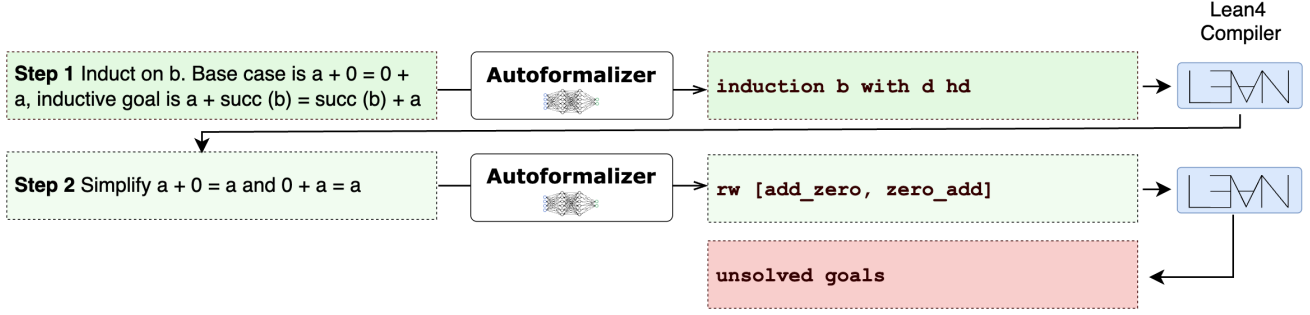 Lean4
Compiler
Step 1 Induct on b. Base case is a + 0 = 0 +
a, inductive goal is a + succ (b) = succ (b) + a
Autoformalizer
induction b with d hd
L∃∀N
Step 2 Simplify a + 0 = a and 0 + a = a
Autoformalizer
rw [add_zero, zero_add]
L∃∀N
unsolved goals